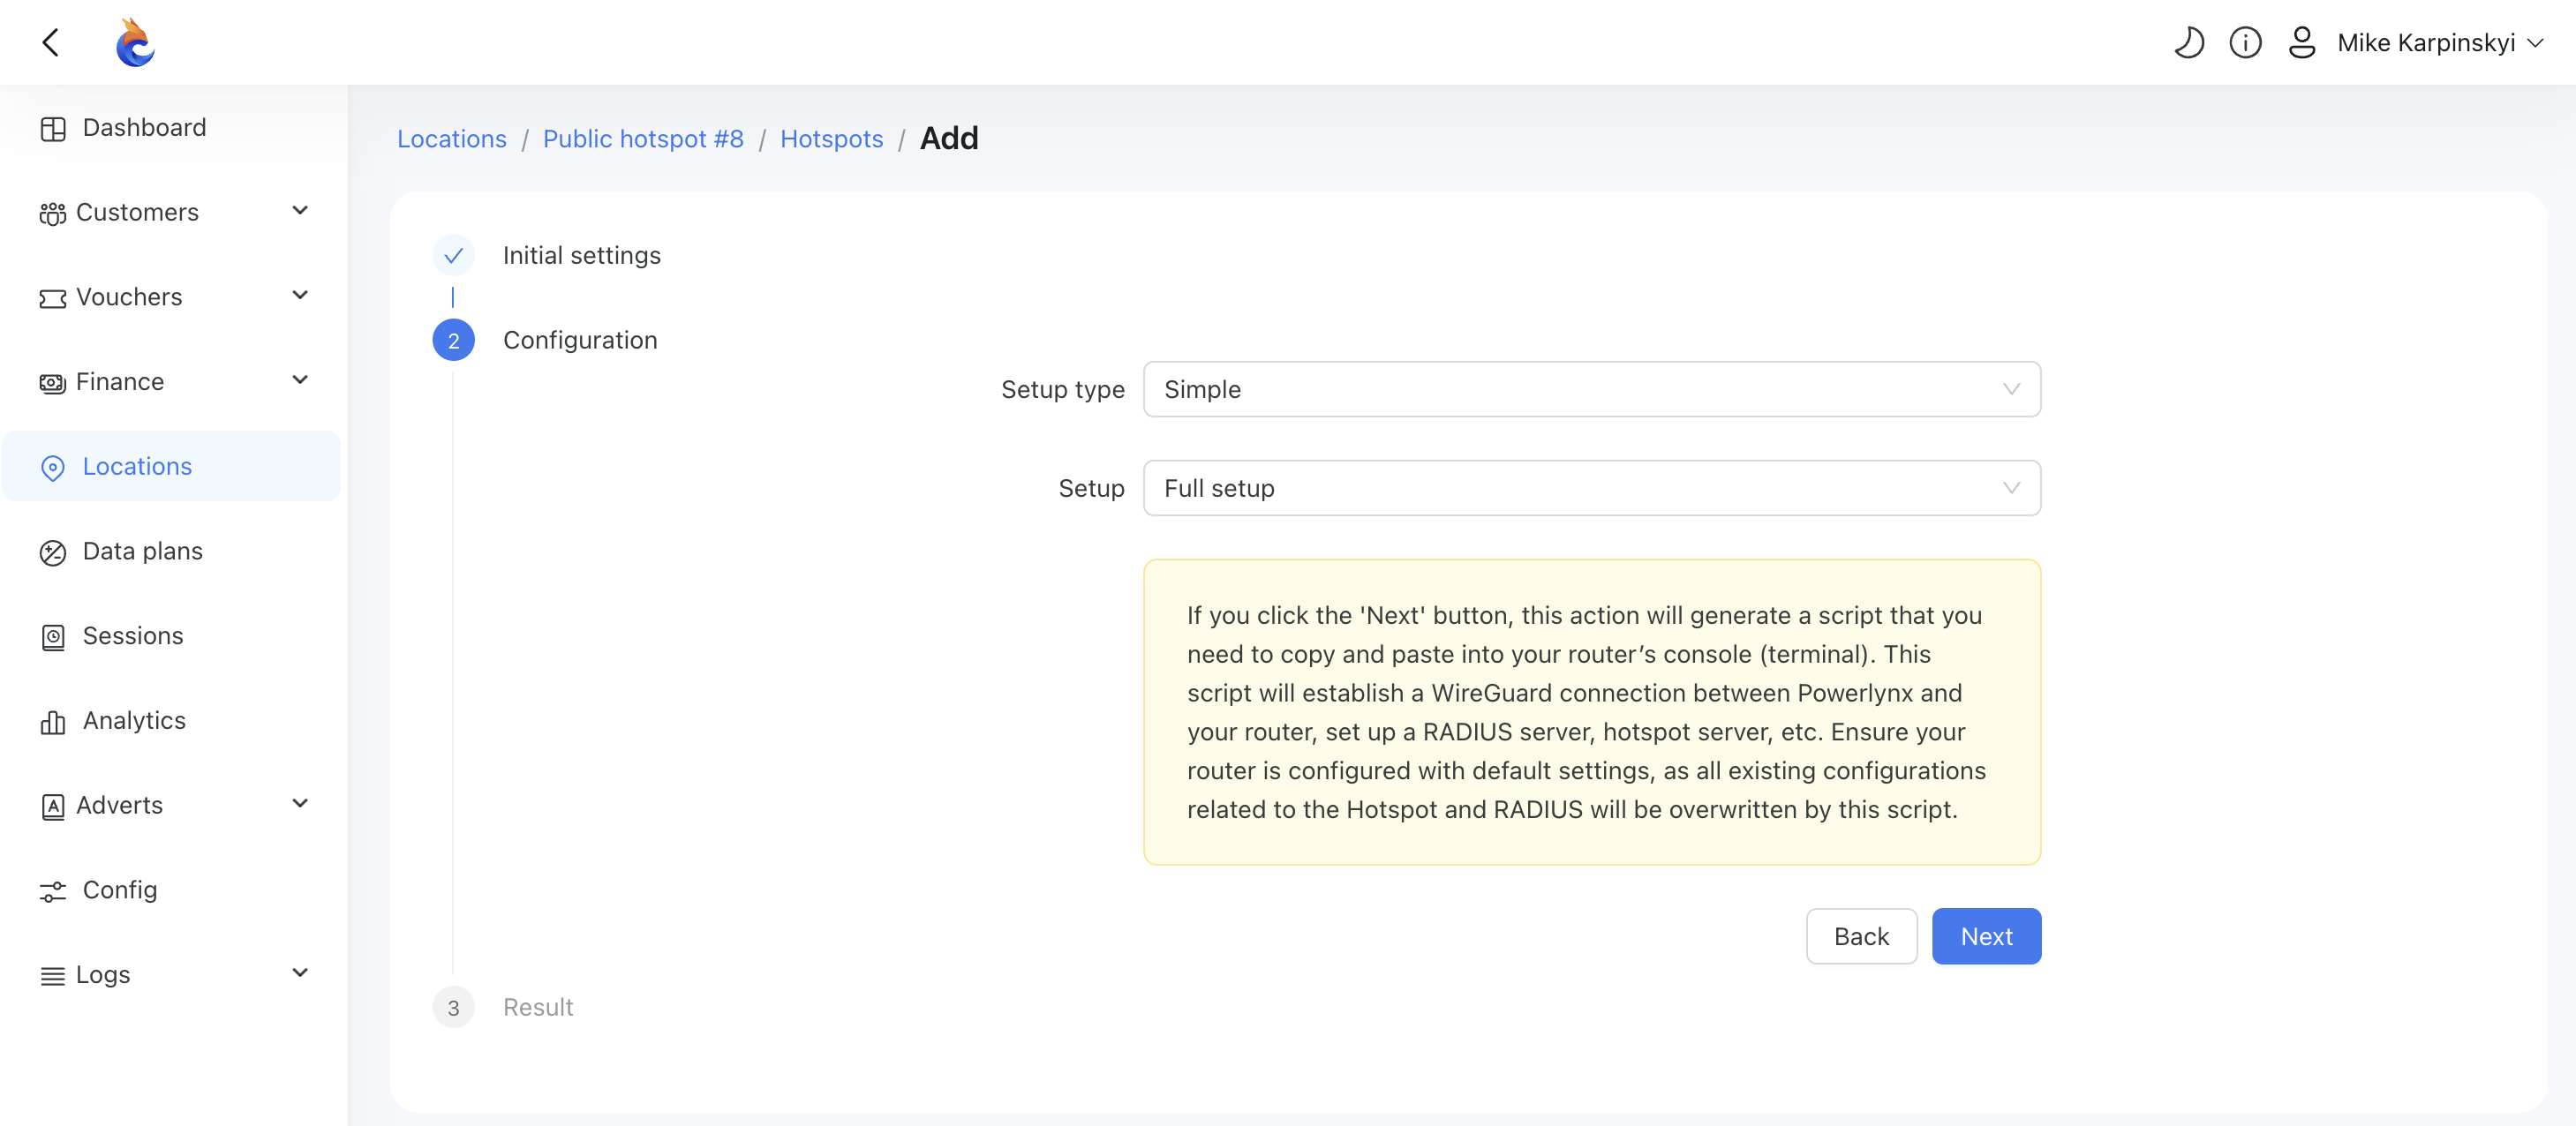 Mike Karpinskyi
Dashboard
Customers
Vouchers
Finance
Locations
Data plans
Sessions
Analytics
Adverts
Config
Logs
Locations / Public hotspot #8 / Hotspots / Add
Initial settings
2 Configuration
Setup type Simple
Setup Full setup
If you click the 'Next' button, this action will generate a script that you
need to copy and paste into your router’s console (terminal). This
script will establish a WireGuard connection between Powerlynx and
your router, set up a RADIUS server, hotspot server, etc. Ensure your
router is configured with default settings, as all existing configurations
related to the Hotspot and RADIUS will be overwritten by this script.
Back Next
3 Result